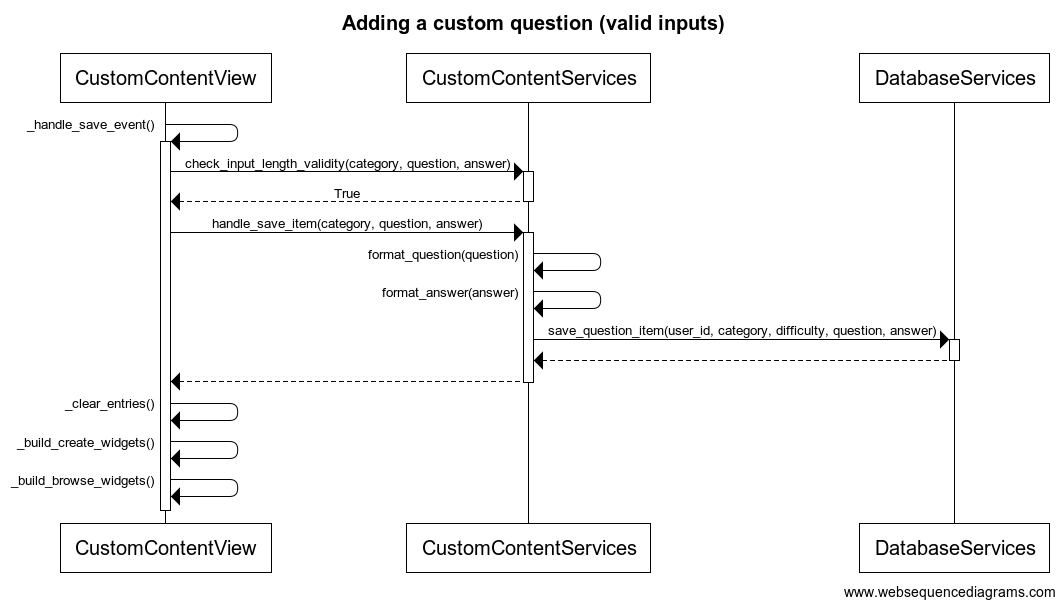 Adding a custom question (valid inputs)
CustomContentView
CustomContentServices
DatabaseServices
_handle_save_event()
check_input_length_validity(category, question, answer)
True
handle_save_item(category, question, answer)
format_question(question)
format_answer(answer)
save_question_item(user_id, category, difficulty, question, answer)
_clear_entries()
_build_create_widgets()
_build_browse_widgets()
CustomContentView
CustomContentServices
DatabaseServices
www.websequencediagrams.com